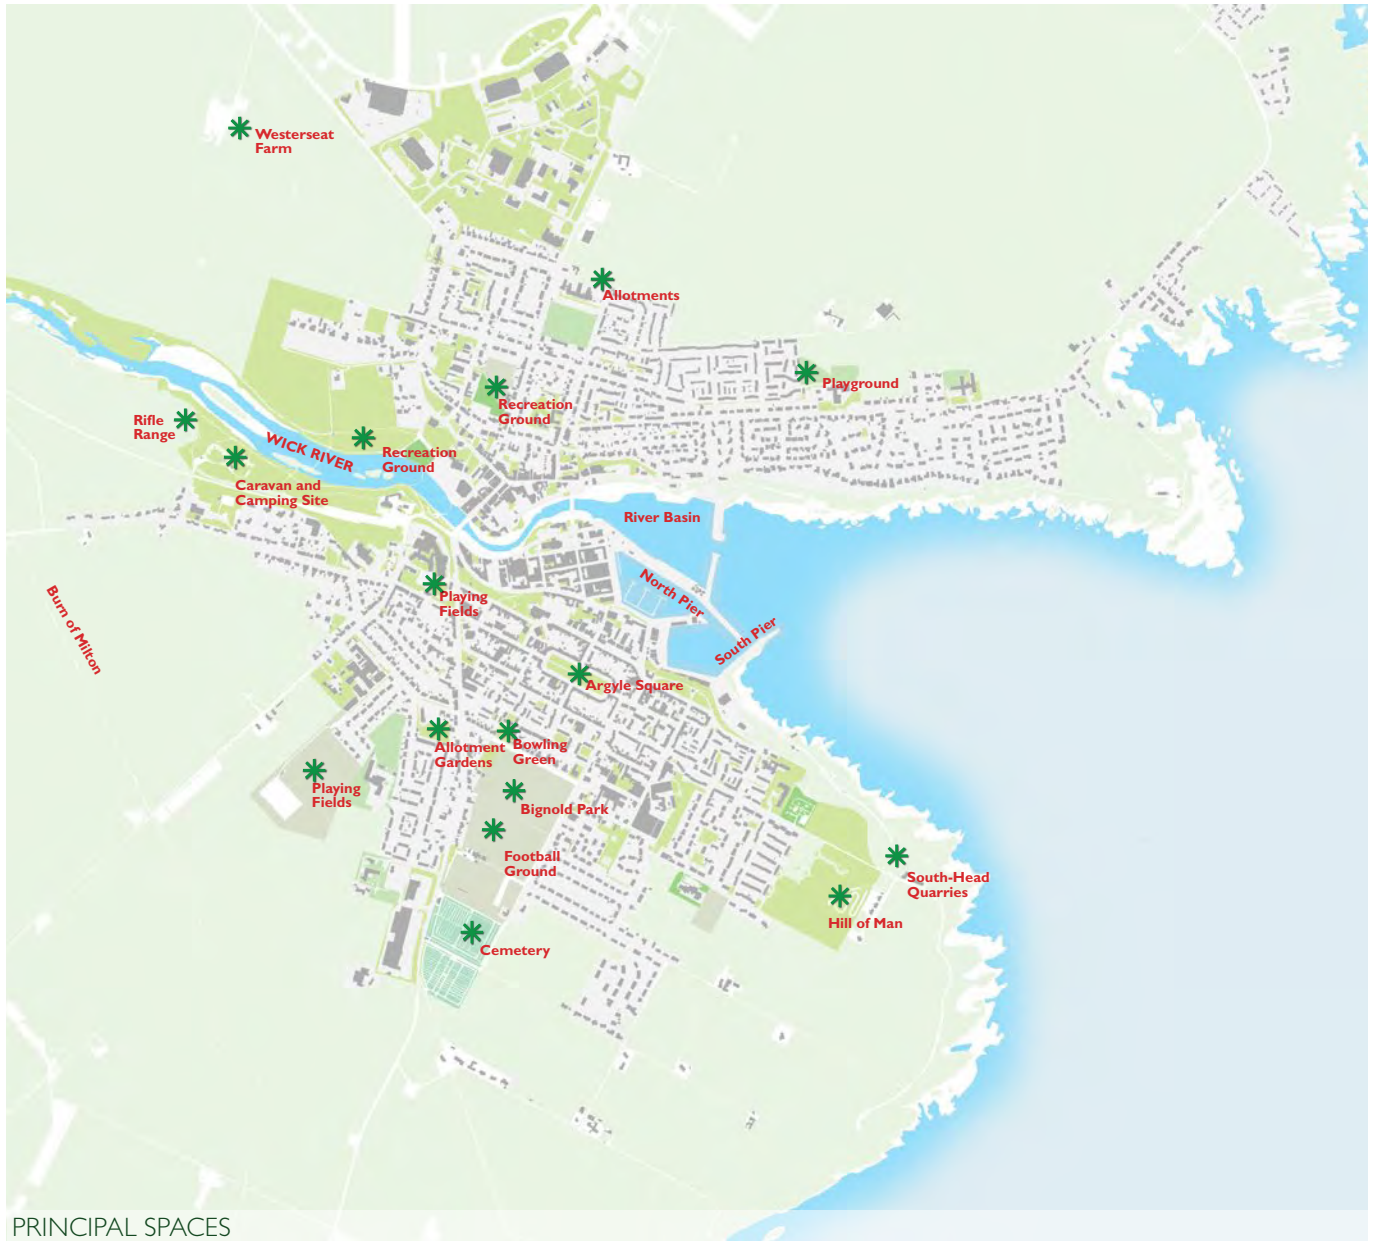 Westerseat
Farm
Allotments
Playground
Recreation
Ground
Rifle
Range
WICK RIVER
Recreation
Ground
Caravan and
Camping Site
River Basin
North Pier
South Pier
Burn of Milton
Playing
Fields
Argyle Square
Allotment
Gardens
Bowling
Green
Playing
Fields
Bignold Park
Football
Ground
South-Head
Quarries
Hill of Man
Cemetery
PRINCIPAL SPACES